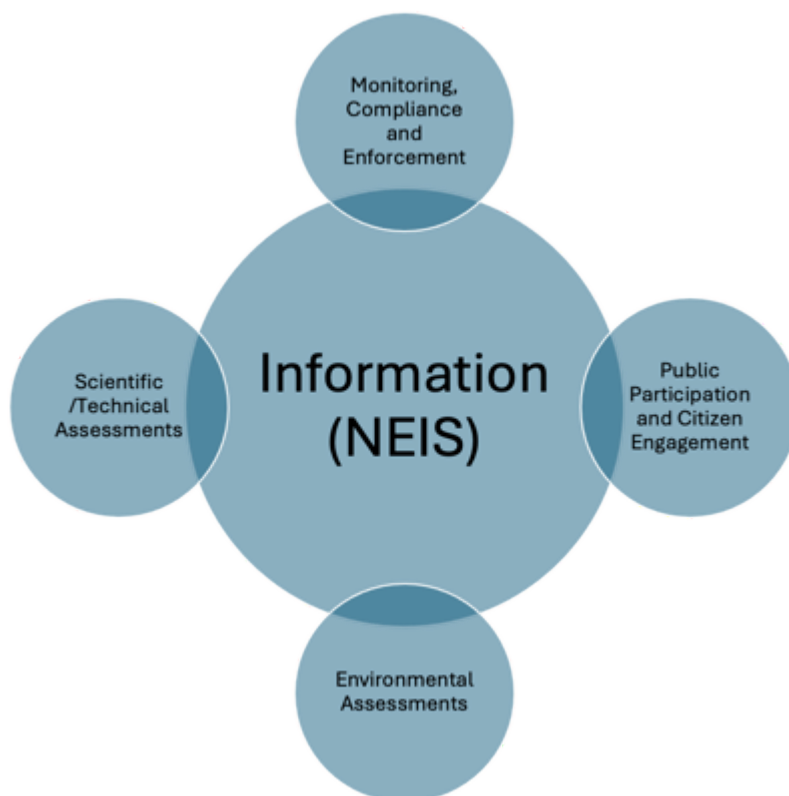 Monitoring,
Compliance
and
Enforcement
Scientific
/Technical
Assessments
Information
(NEIS)
Public
Participation
and Citizen
Engagement
Environmental
Assessments